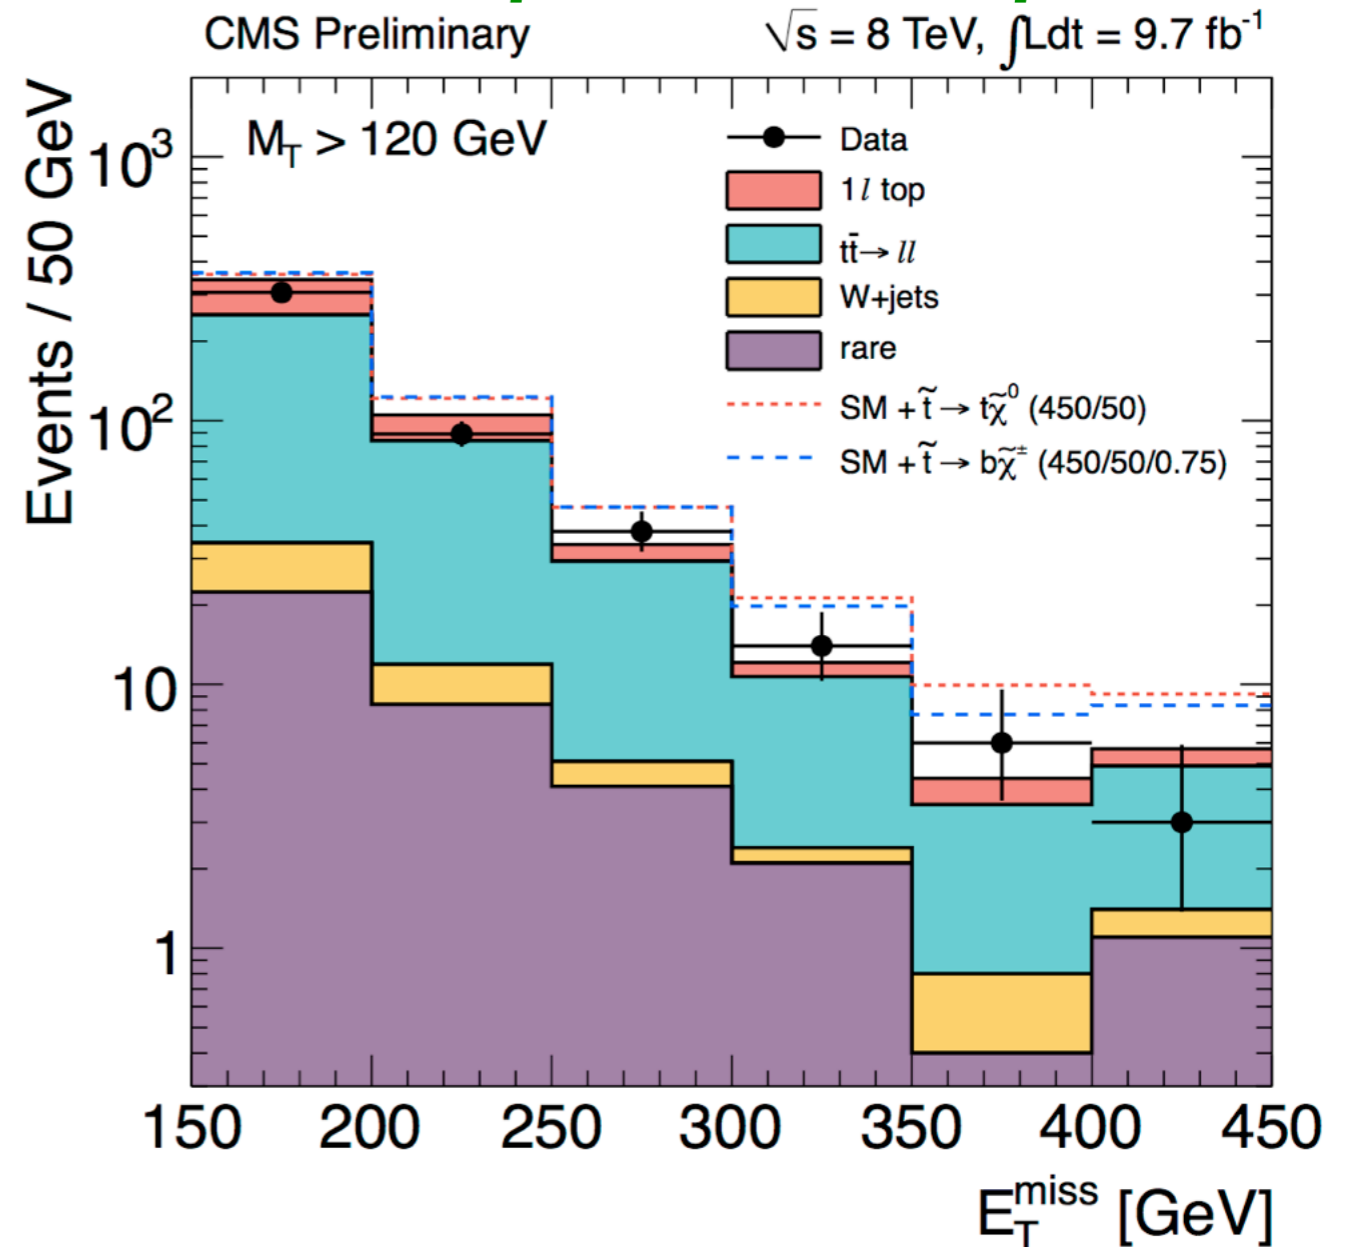 CMS Preliminary
√s = 8 TeV, ∫Ldt = 9.7 fb⁻¹
M_T > 120 GeV
Data
1l top
tt̄→ ll
W+jets
rare
SM + t̃ → tχ̃⁰ (450/50)
SM + t̃ → bχ̃± (450/50/0.75)
Events / 50 GeV
10³
10²
10
1
150 200 250 300 350 400 450
E_T^miss [GeV]